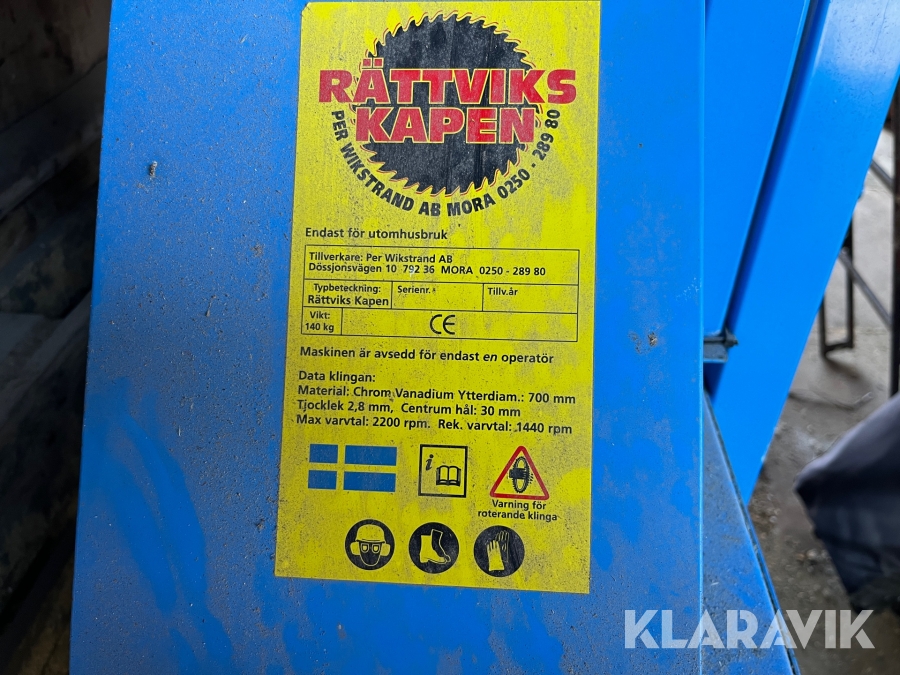 RÄTTVIKS
KAPEN
PER WIKSTRAND AB MORA 0250 - 289 80
Endast för utomhusbruk
Tillverkare: Per Wikstrand AB
Dössjonsvägen 10 792 36 MORA 0250 - 289 80
Typbeteckning: Serienr. Tillv.år
Rättviks Kapen
Vikt:
140 kg CE
Maskinen är avsedd för endast en operatör
Data klingan:
Material: Chrom Vanadium Ytterdiam.: 700 mm
Tjocklek 2,8 mm, Centrum hål: 30 mm
Max varvtal: 2200 rpm. Rek. varvtal: 1440 rpm
i
Varning för
roterande klinga
KLARAVIK